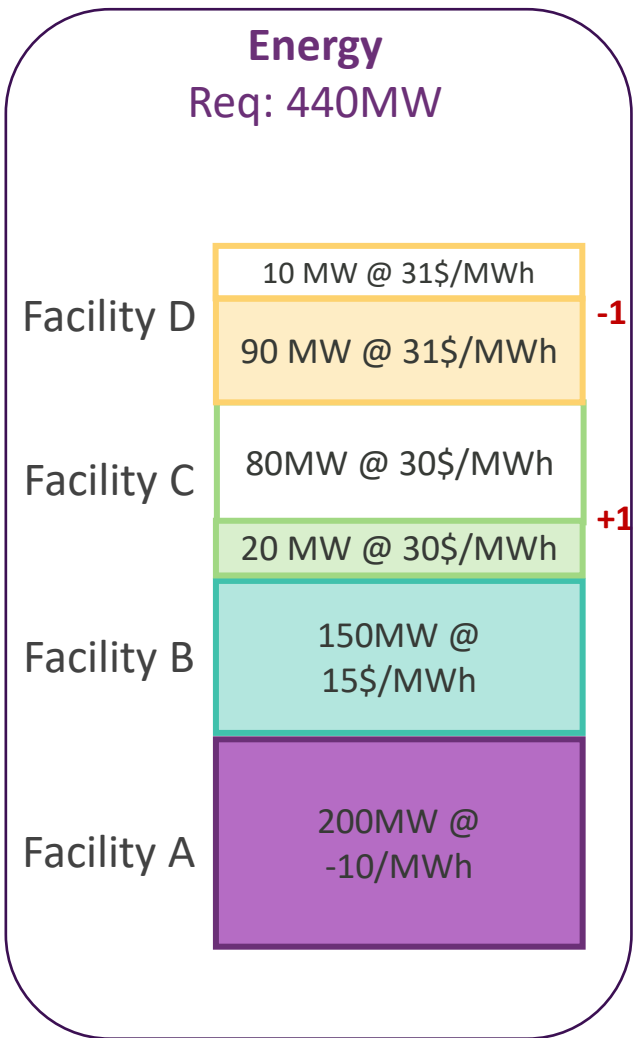 Energy
Req: 440MW
10 MW @ 31$/MWh
Facility D
-1
90 MW @ 31$/MWh
80MW @ 30$/MWh
Facility C
+1
20 MW @ 30$/MWh
150MW @
15$/MWh
Facility B
200MW @
-10/MWh
Facility A